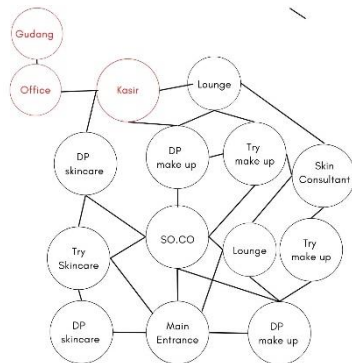 Gudang
Office
Kasir
Lounge
DP
skincare
DP
make up
Try
make up
Skin
Consultant
Try
Skincare
SO.CO
Lounge
Try
make up
DP
skincare
Main
Entrance
DP
make up